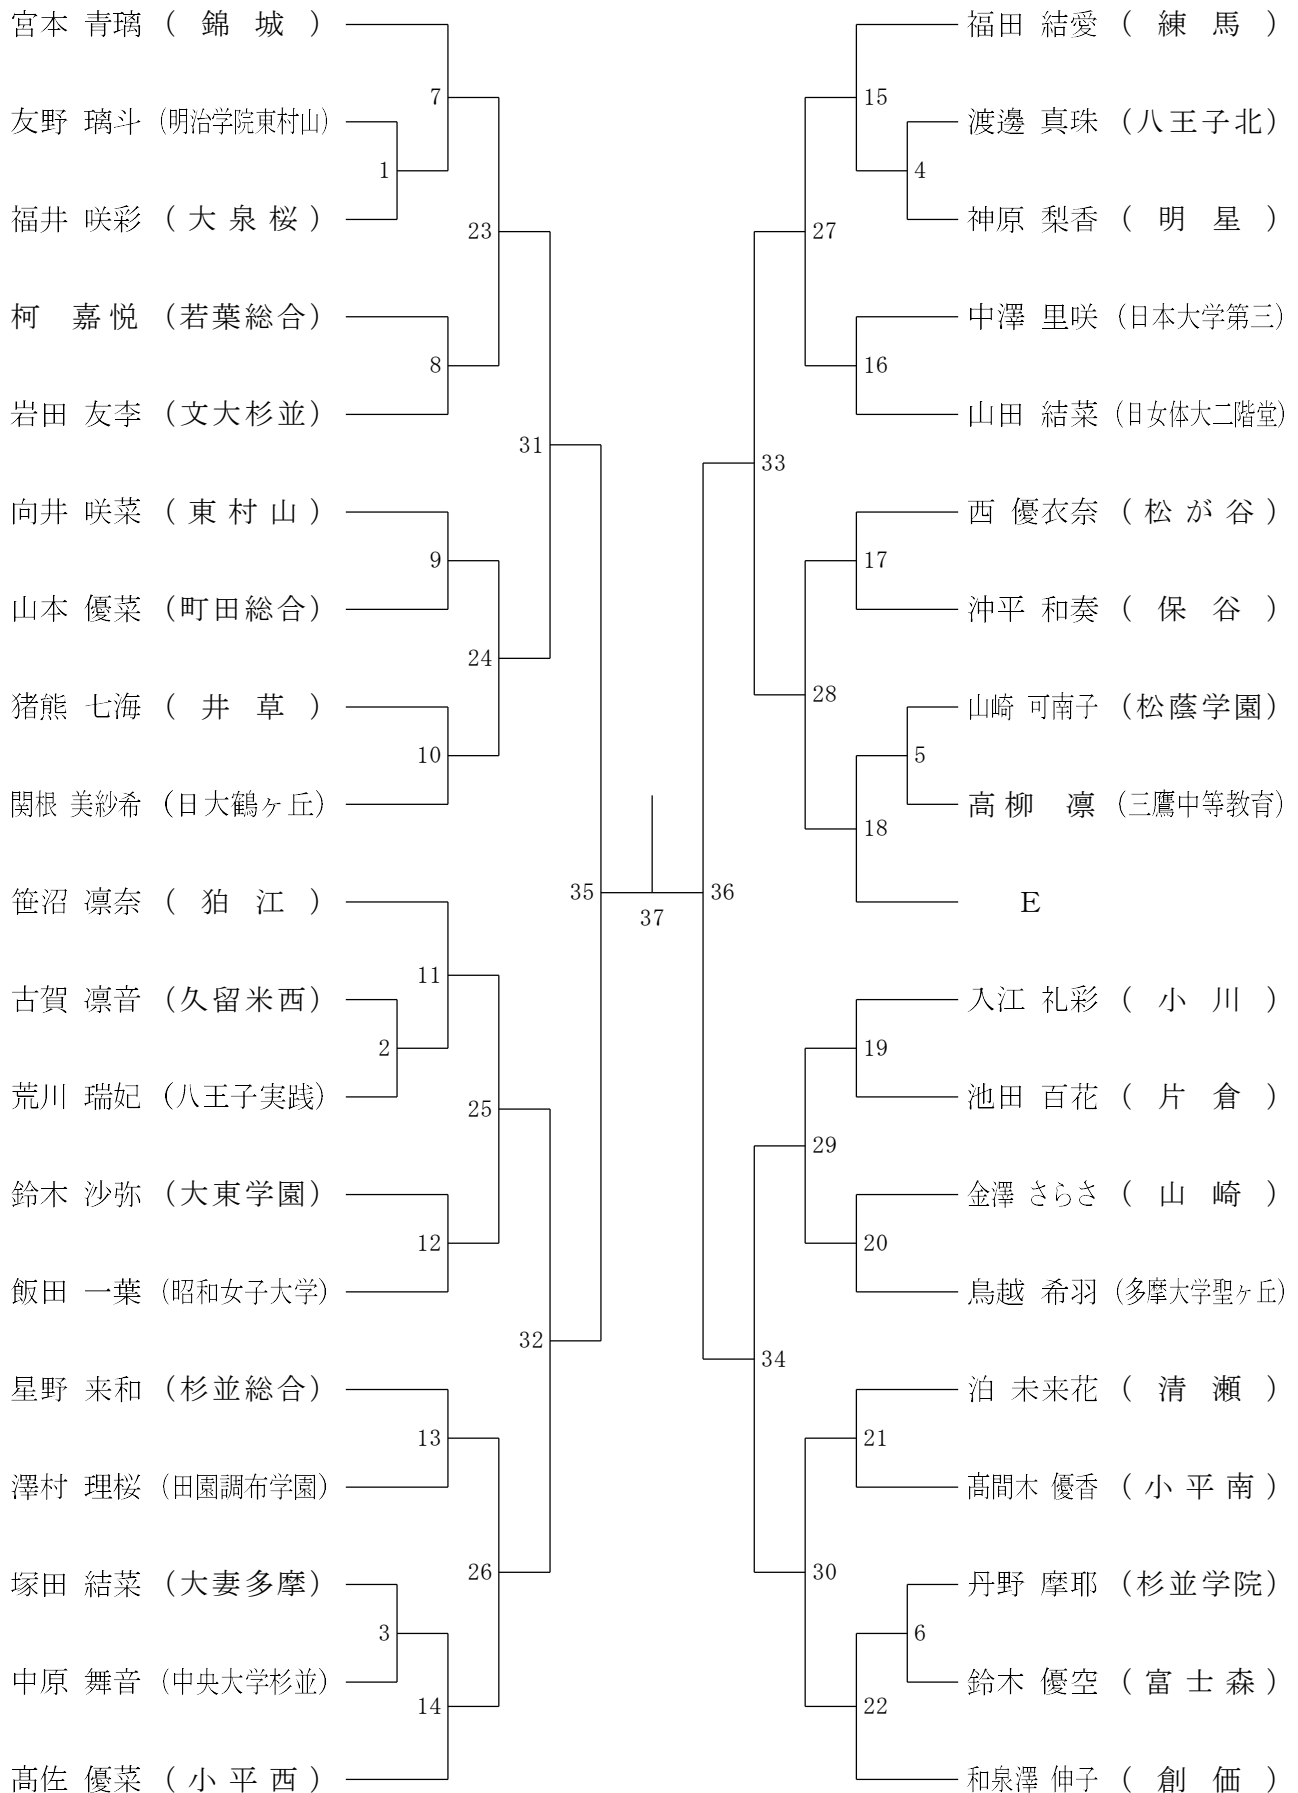 宮本 青璃 (錦城)
7
友野 璃斗 (明治学院東村山)
1
福井 咲彩 (大泉桜)
23
柯 嘉悦 (若葉総合)
8
岩田 友李 (文大杉並)
31
向井 咲菜 (東村山)
9
山本 優菜 (町田総合)
24
猪熊 七海 (井草)
10
関根 美紗希 (日大鶴ヶ丘)
35
笹沼 凛奈 (狛江)
11
古賀 凛音 (久留米西)
2
荒川 瑞妃 (八王子実践)
25
鈴木 沙弥 (大東学園)
12
飯田 一葉 (昭和女子大学)
32
星野 来和 (杉並総合)
13
澤村 理桜 (田園調布学園)
26
塚田 結菜 (大妻多摩)
3
中原 舞音 (中央大学杉並)
14
髙佐 優菜 (小平西)
37
福田 結愛 (練馬)
15
渡邊 真珠 (八王子北)
4
神原 梨香 (明星)
27
中澤 里咲 (日本大学第三)
16
山田 結菜 (日女体大二階堂)
33
西 優衣奈 (松が谷)
17
沖平 和奏 (保谷)
28
山崎 可南子 (松蔭学園)
5
高柳 凛 (三鷹中等教育)
18
E
36
入江 礼彩 (小川)
19
池田 百花 (片倉)
29
金澤 さらさ (山崎)
20
鳥越 希羽 (多摩大学聖ヶ丘)
34
泊 未来花 (清瀬)
21
髙間木 優香 (小平南)
30
丹野 摩耶 (杉並学院)
6
鈴木 優空 (富士森)
22
和泉澤 伸子 (創価)